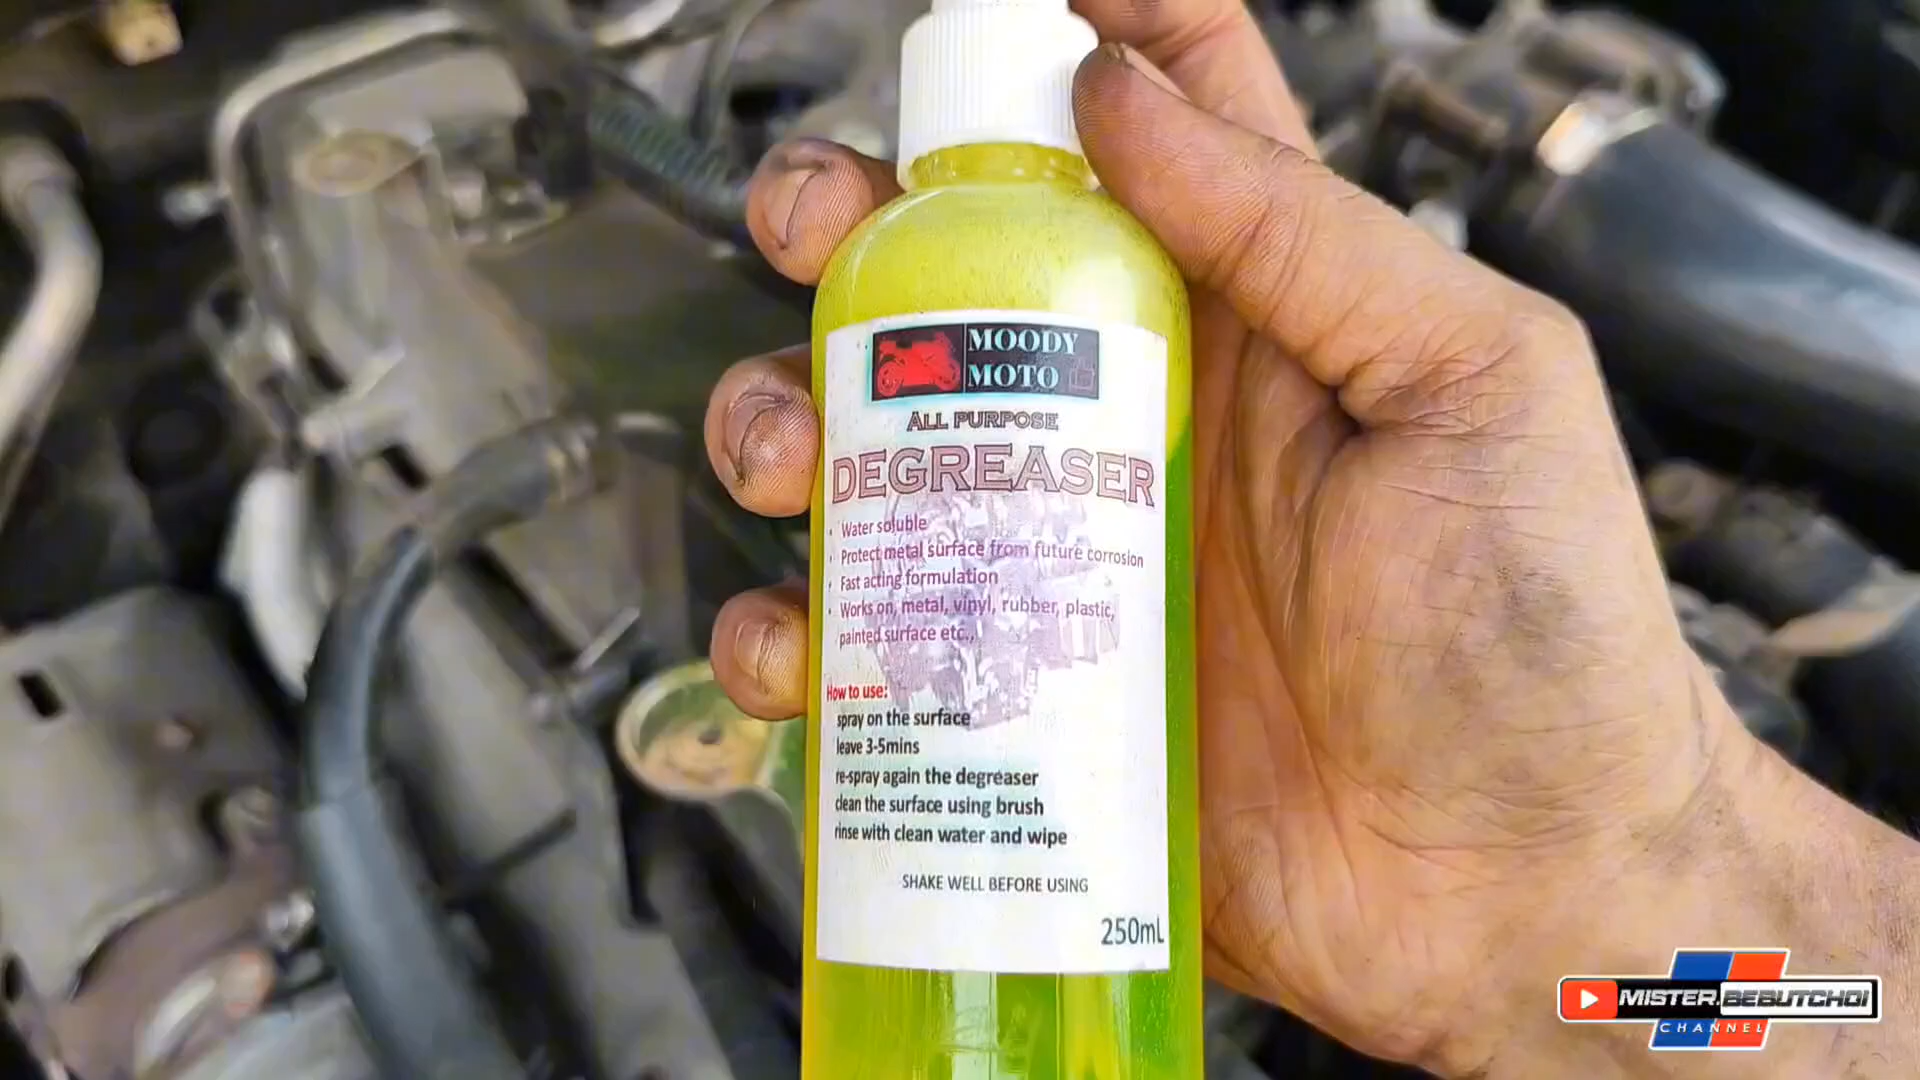 MOODY
MOTO
ALL PURPOSE
DEGREASER
· Water soluble
· Protect metal surface from future corrosion
· Fast acting formulation
· Works on, metal, vinyl, rubber, plastic,
painted surface etc.,
How to use:
spray on the surface
leave 3-5mins
re-spray again the degreaser
clean the surface using brush
rinse with clean water and wipe
SHAKE WELL BEFORE USING
250mL
MISTER.BEBUTCHOI
CHANNEL